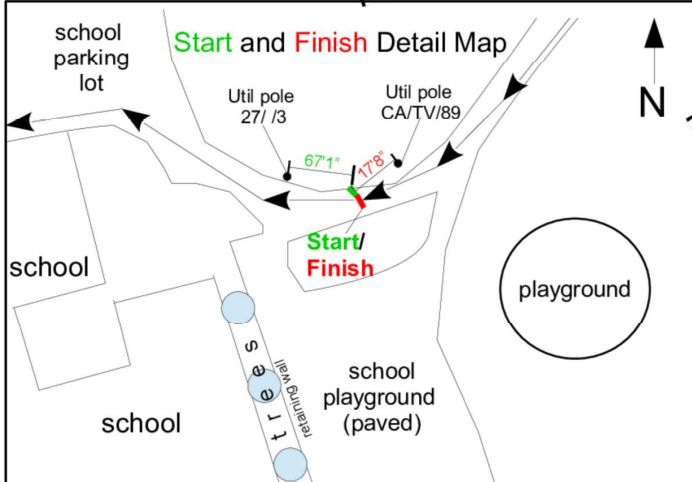 school
parking
lot
Start and Finish Detail Map
Util pole
27/ /3
Util pole
CA/TV/89
N
67'1"
17'8"
Start/
Finish
school
playground
trees
retaining wall
school
playground
(paved)
school